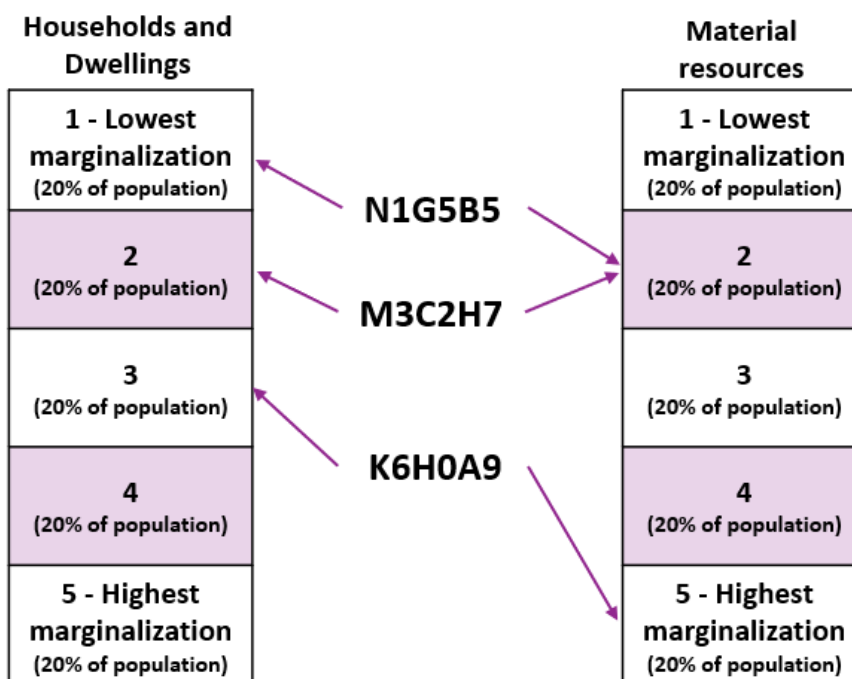 Households and
Dwellings
1 - Lowest
marginalization
(20% of population)
2
(20% of population)
3
(20% of population)
4
(20% of population)
5 - Highest
marginalization
(20% of population)
N1G5B5
M3C2H7
K6H0A9
Material
resources
1 - Lowest
marginalization
(20% of population)
2
(20% of population)
3
(20% of population)
4
(20% of population)
5 - Highest
marginalization
(20% of population)